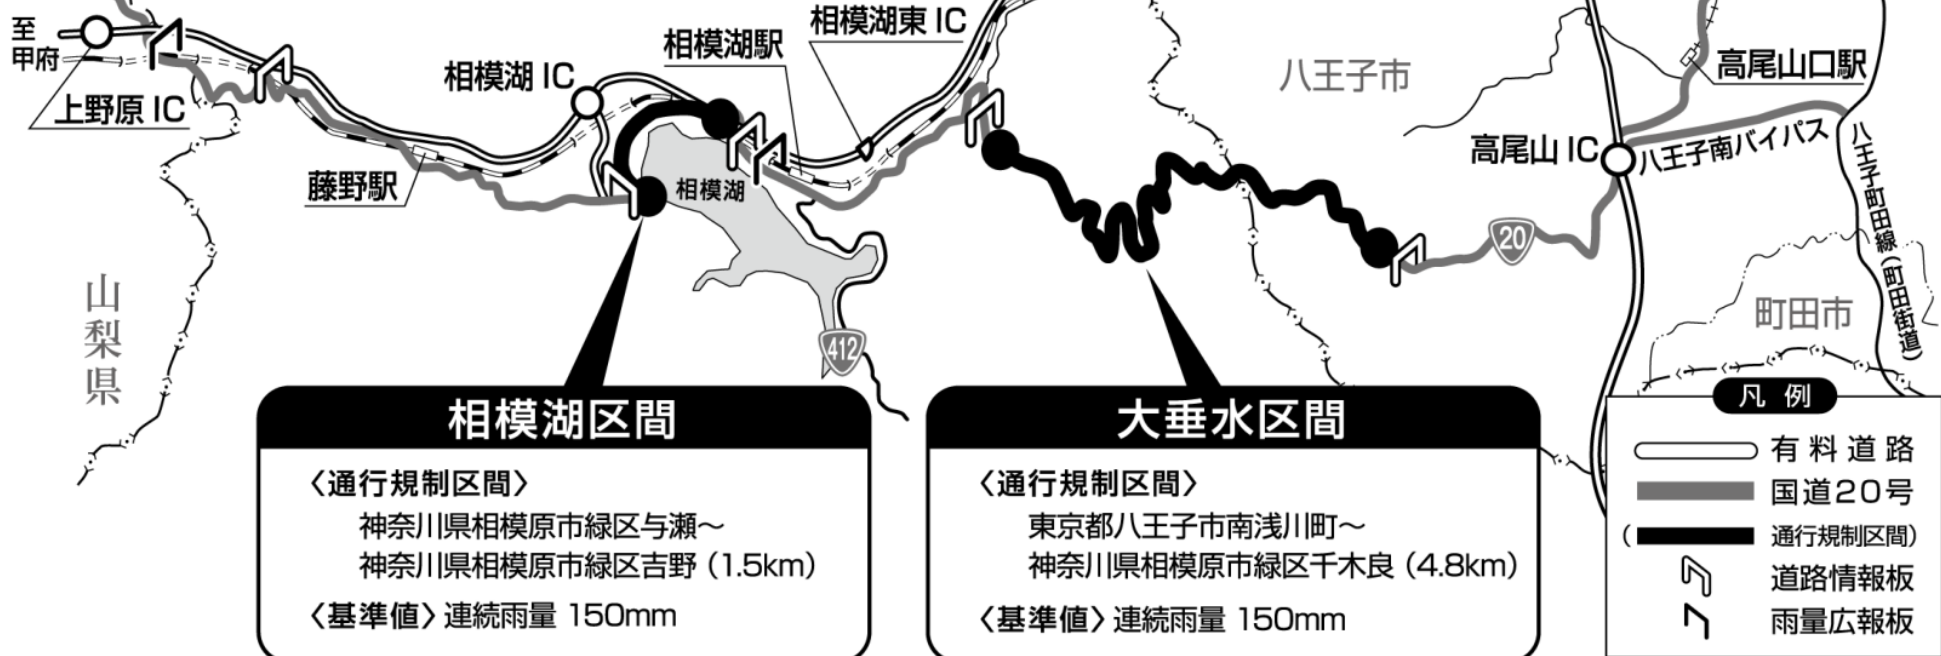 至
甲府
上野原IC
藤野駅
相模湖IC
相模湖駅
相模湖東IC
相模湖
八王子市
高尾山口駅
高尾山IC
八王子南バイパス
八王子町田線(町田街道)
20
412
町田市
山梨県
相模湖区間
〈通行規制区間〉
神奈川県相模原市緑区与瀬～
神奈川県相模原市緑区吉野（1.5km）
〈基準値〉連続雨量 150mm
大垂水区間
〈通行規制区間〉
東京都八王子市南浅川町～
神奈川県相模原市緑区千木良（4.8km）
〈基準値〉連続雨量 150mm
凡例
有料道路
国道20号
(通行規制区間)
道路情報板
雨量広報板